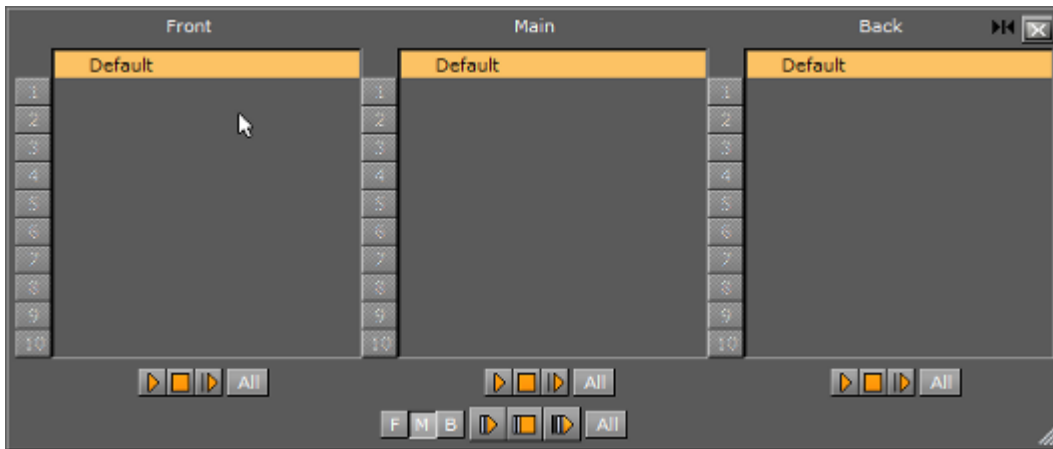 Front Main Back
Default Default Default
1 1 1
2 2 2
3 3 3
4 4 4
5 5 5
6 6 6
7 7 7
8 8 8
9 9 9
10 10 10
All All All
F M B All